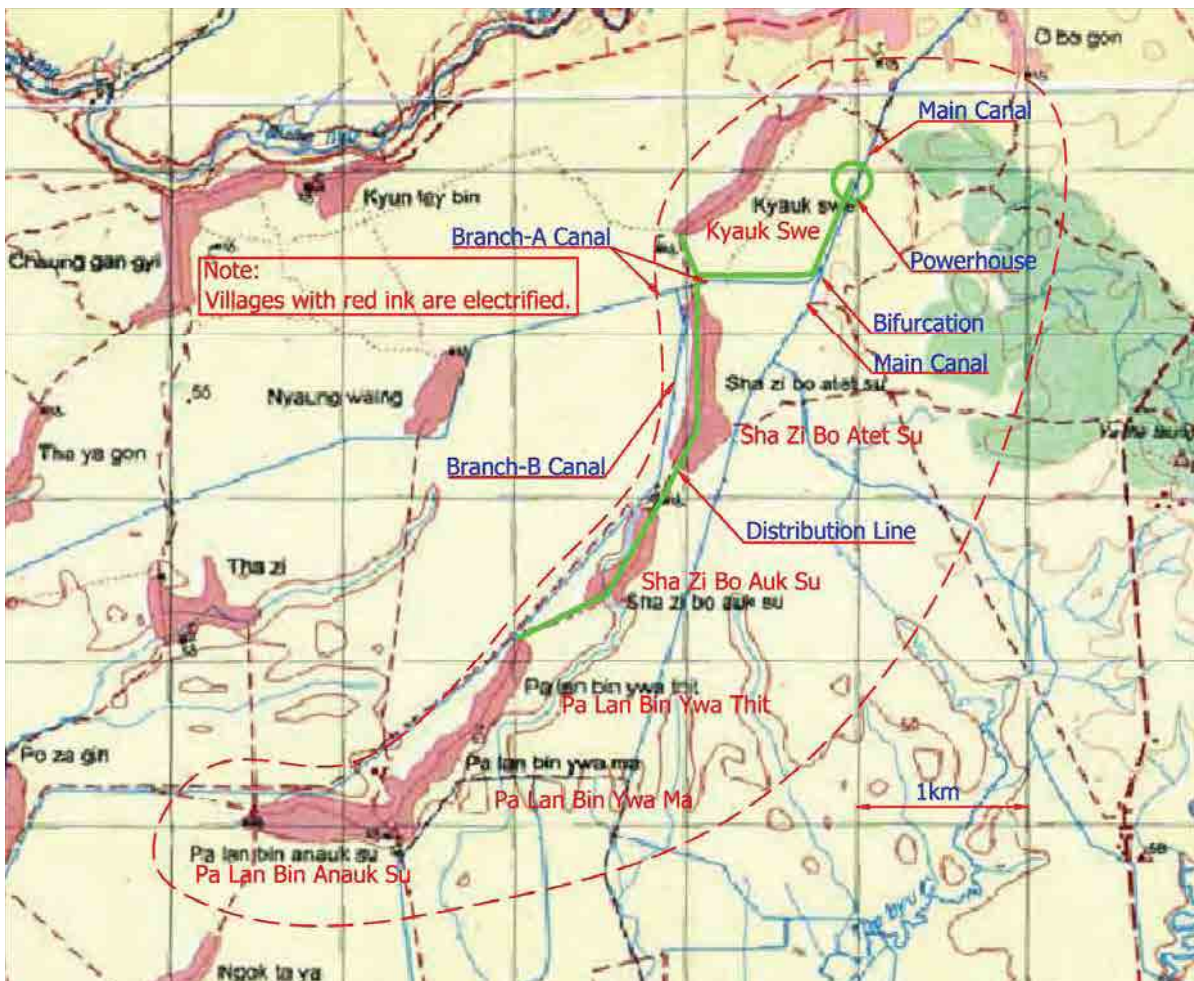 O ba gon
Main Canal
Kyun lay bin
Kyauk swe
Kyauk Swe
Branch-A Canal
Powerhouse
Chaung gan gyi
Note:
Villages with red ink are electrified.
Bifurcation
Main Canal
55
Nyaung waing
Sha zi bo atet su
Sha Zi Bo Atet Su
Tha ya gon
Branch-B Canal
Distribution Line
Tha zi
Sha Zi Bo Auk Su
Sha zi bo auk su
Pa lan bin ywa thit
Pa Lan Bin Ywa Thit
50
Po za gin
Pa lan bin ywa ma
Pa Lan Bin Ywa Ma
1km
Pa lan bin anauk su
Pa Lan Bin Anauk Su
Ngok ta ya